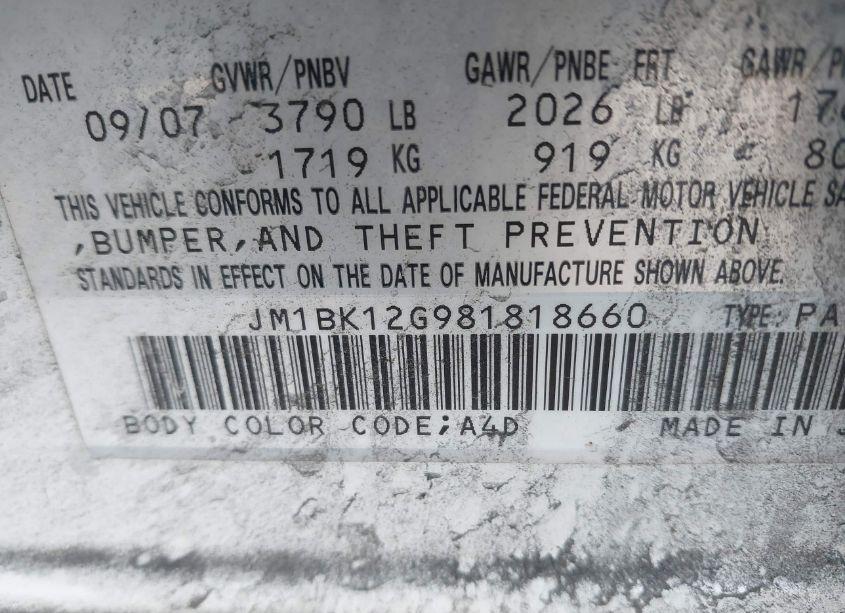 DATE GVWR/PNBV GAWR/PNBE FRT GAWR/
09/07 3790 LB 2026 LB
1719 KG 919 KG
THIS VEHICLE CONFORMS TO ALL APPLICABLE FEDERAL MOTOR VEHICLE
,BUMPER,AND THEFT PREVENTION
STANDARDS IN EFFECT ON THE DATE OF MANUFACTURE SHOWN ABOVE.
JM1BK12G981818660 TYPE: PA
BODY COLOR CODE;A4D MADE IN